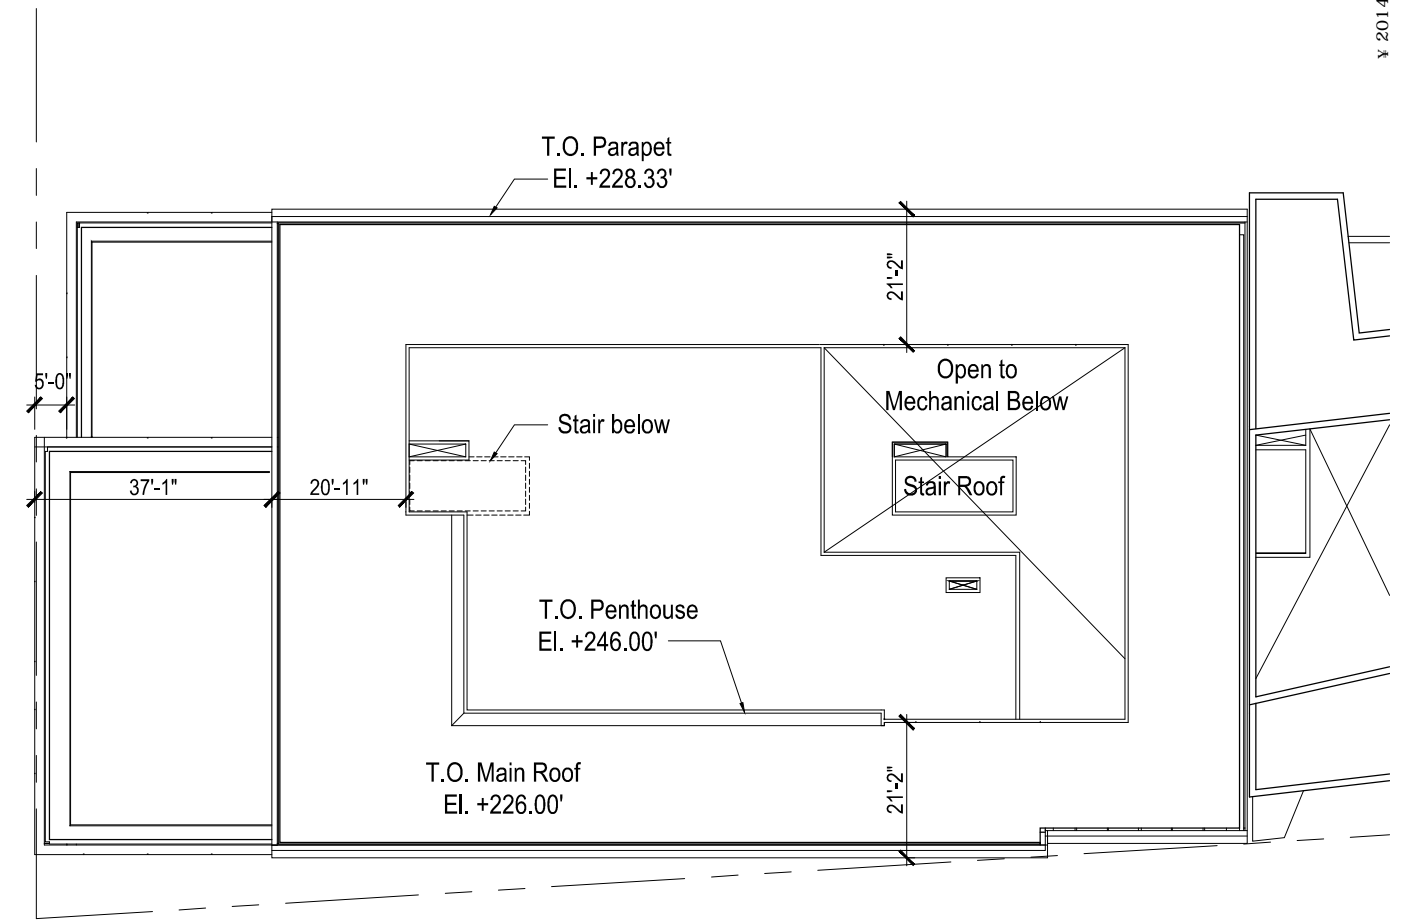 ¥ 2014
T.O. Parapet
El. +228.33'
21'-2"
Open to
Mechanical Below
5'-0"
Stair below
37'-1"
20'-11"
Stair Roof
T.O. Penthouse
El. +246.00'
T.O. Main Roof
El. +226.00'
21'-2"